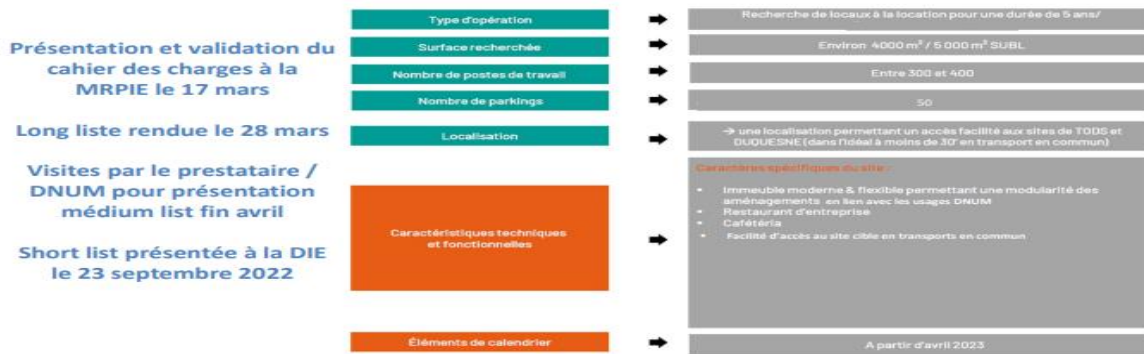 Présentation et validation du
cahier des charges à la
MRPIE le 17 mars
Long liste rendue le 28 mars
Visites par le prestataire /
DNUM pour présentation
médium list fin avril
Short list présentée à la DIE
le 23 septembre 2022
Type d'opération
Recherche de locaux à la location pour une durée de 5 ans/
Surface recherchée
Environ 4000 m² / 5 000 m² SUBL
Nombre de postes de travail
Entre 300 et 400
Nombre de parkings
50
Localisation
→ une localisation permettant un accès facilité aux sites de TODS et
DUQUESNE (dans l'idéal à moins de 30' en transport en commun)
Caractéristiques techniques
et fonctionnelles
Caractères spécifiques du site :
• Immeuble moderne & flexible permettant une modularité des
aménagements en lien avec les usages DNUM
• Restaurant d'entreprise
• Cafétéria
• Facilité d'accès au site cible en transports en commun
Éléments de calendrier
A partir d'avril 2023